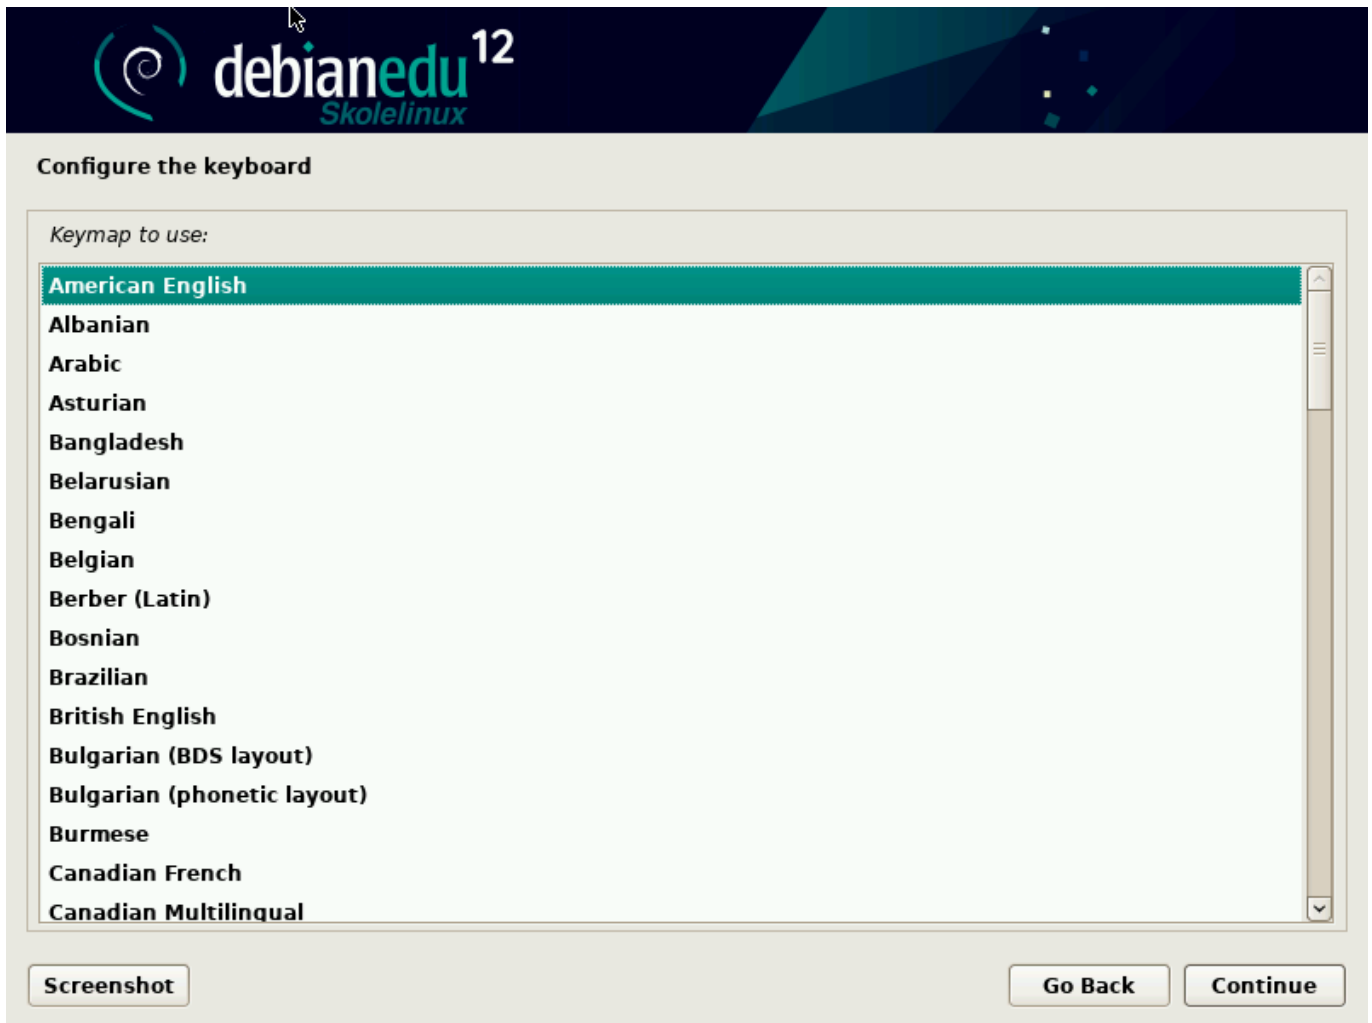 debianedu 12
Skolelinux
Configure the keyboard
Keymap to use:
American English
Albanian
Arabic
Asturian
Bangladesh
Belarusian
Bengali
Belgian
Berber (Latin)
Bosnian
Brazilian
British English
Bulgarian (BDS layout)
Bulgarian (phonetic layout)
Burmese
Canadian French
Canadian Multilingual
Screenshot
Go Back
Continue